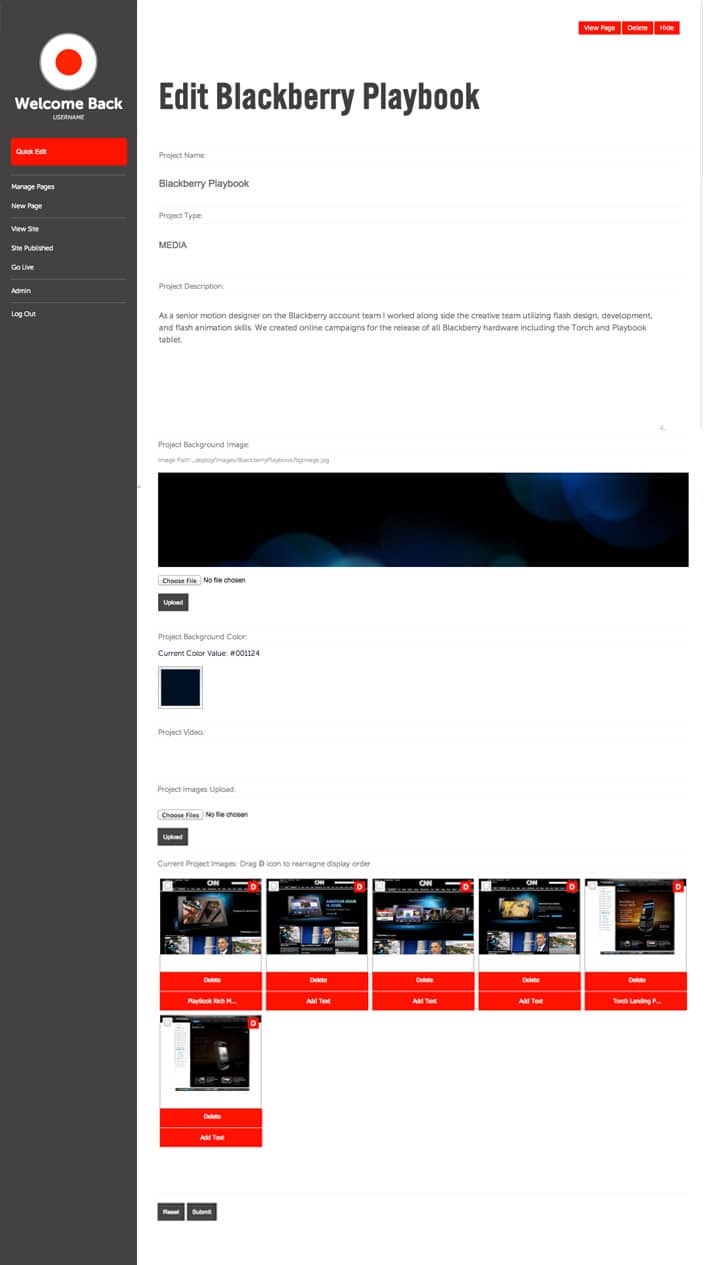 View Page Delete Hide
Welcome Back
USERNAME
Quick Edit
Manage Pages
New Page
View Site
Site Published
Go Live
Admin
Log Out
Edit Blackberry Playbook
Project Name:
Blackberry Playbook
Project Type:
MEDIA
Project Description:
As a senior motion designer on the Blackberry account team I worked along side the creative team utilizing flash design, development,
and flash animation skills. We created online campaigns for the release of all Blackberry hardware including the Torch and Playbook
tablet.
Project Background Image:
Image Path:_deploy/images/BlackberryPlaybook/bgimage.jpg
Choose File No file chosen
Upload
Project Background Color:
Current Color Value: #001124
Project Video:
Project Images Upload:
Choose Files No file chosen
Upload
Current Project Images: Drag D icon to rearragne display order
D D D D D
CNN CNN CNN CNN
Delete Delete Delete Delete Delete
PlayBook Rich M... Add Text Add Text Add Text Torch Landing P...
D
Delete
Add Text
Reset Submit